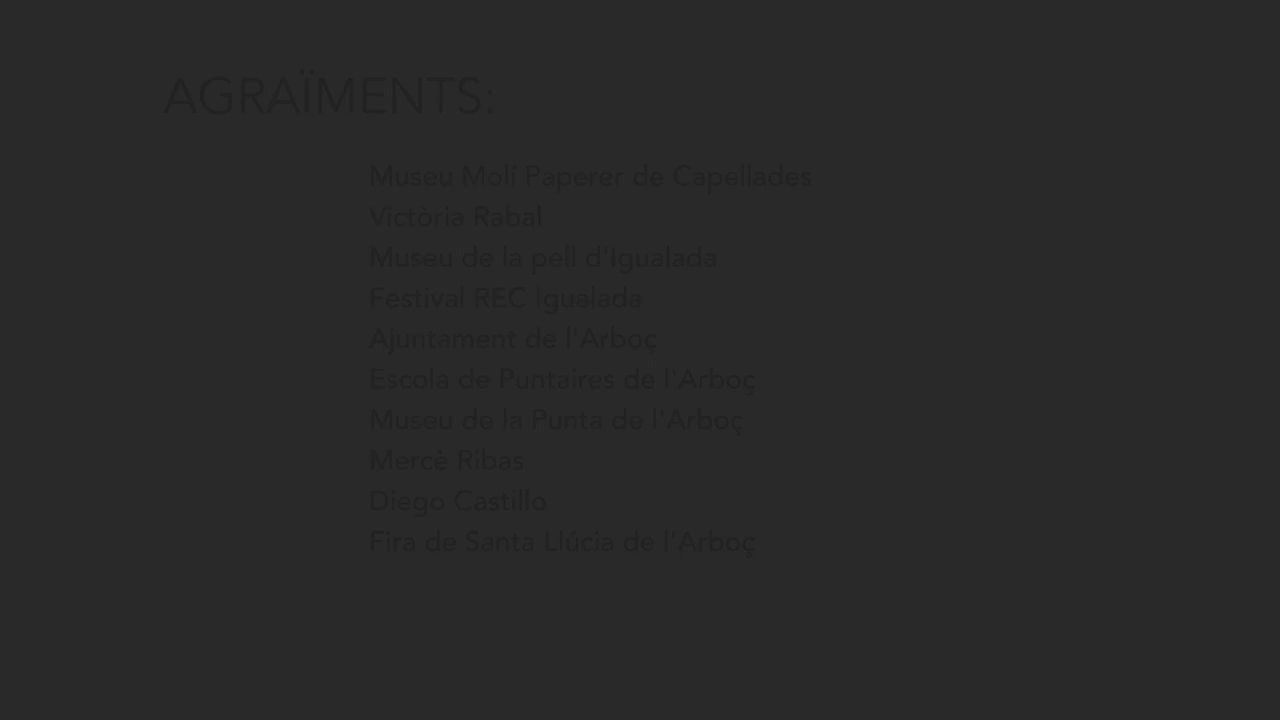 AGRAÏMENTS:
Museu Molí Paperer de Capellades
Victòria Rabal
Museu de la pell d'Igualada
Festival REC Igualada
Ajuntament de l'Arboç
Escola de Puntaires de l'Arboç
Museu de la Punta de l'Arboç
Mercè Ribas
Diego Castillo
Fira de Santa Llúcia de l'Arboç